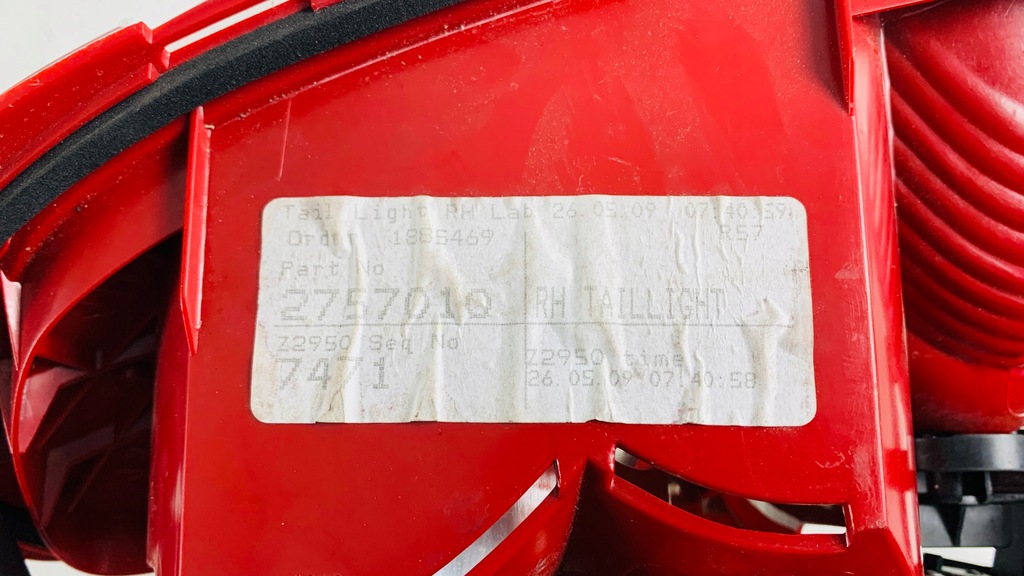 Tail Light RH Lab 26.05.09 07:40:59
Order 1885469 R57
Part No
2757010 RH TAILLIGHT
Z2950 Seq No
7471
Z2950 time
26.05.09 07:40:58